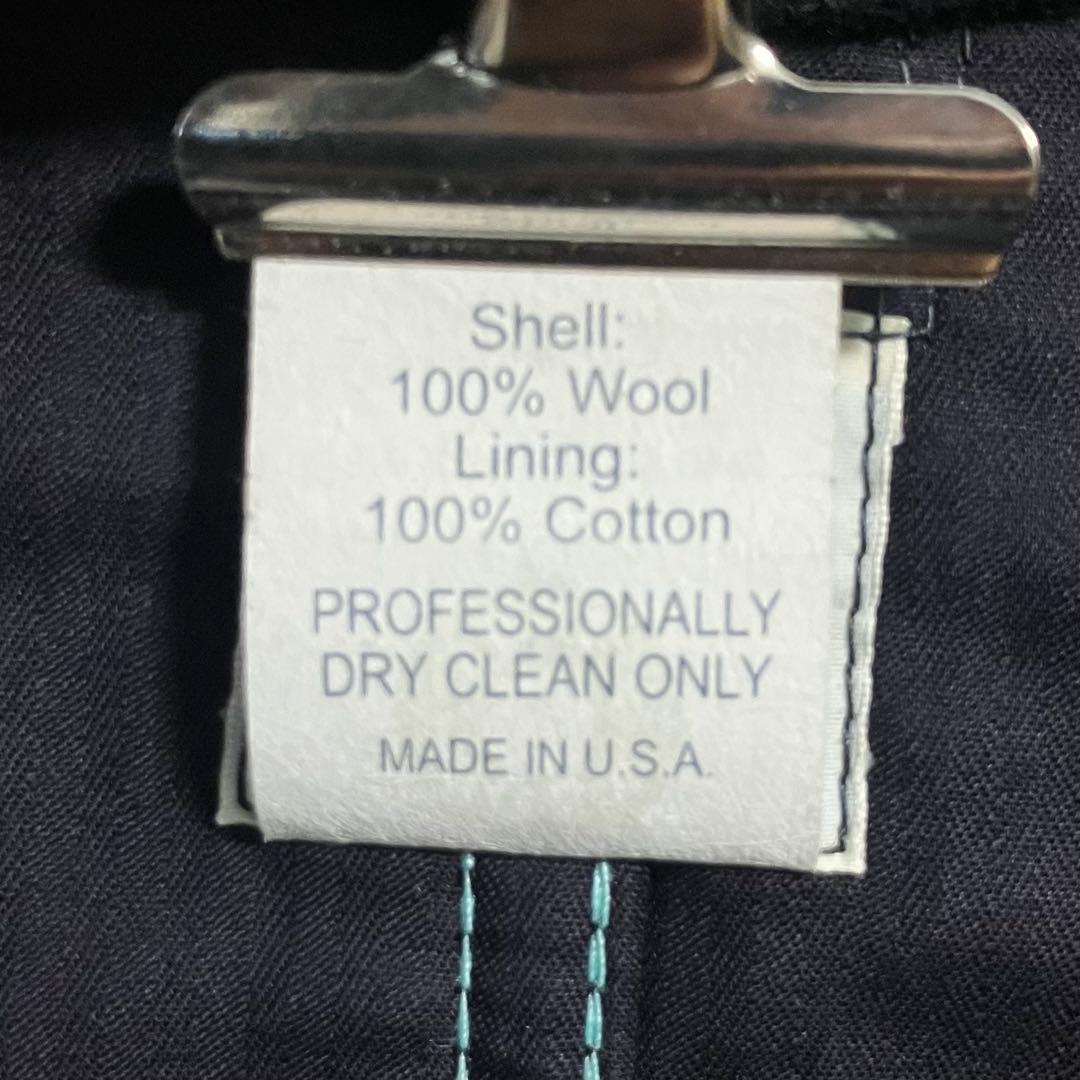 Shell:
100% Wool
Lining:
100% Cotton
PROFESSIONALLY
DRY CLEAN ONLY
MADE IN U.S.A.